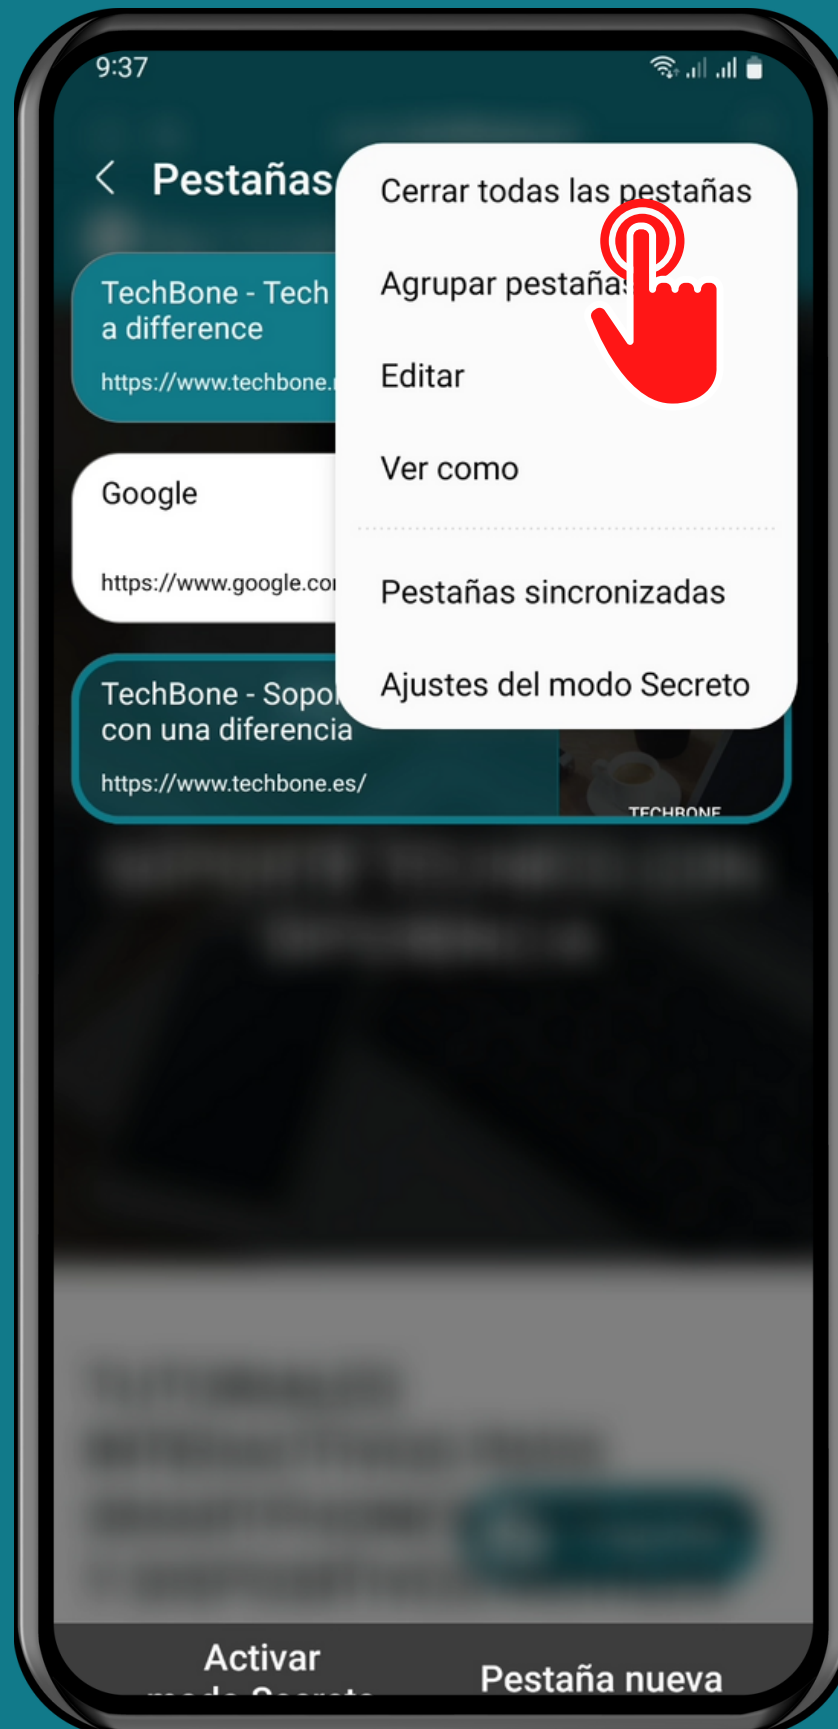 9:37
Pestañas
Cerrar todas las pestañas
Agrupar pestañas
Editar
Ver como
Pestañas sincronizadas
Ajustes del modo Secreto
TechBone - Tech
a difference
https://www.techbone.
Google
https://www.google.co
TechBone - Sopo
con una diferencia
https://www.techbone.es/
TECHBONE
Activar
modo Secreto
Pestaña nueva